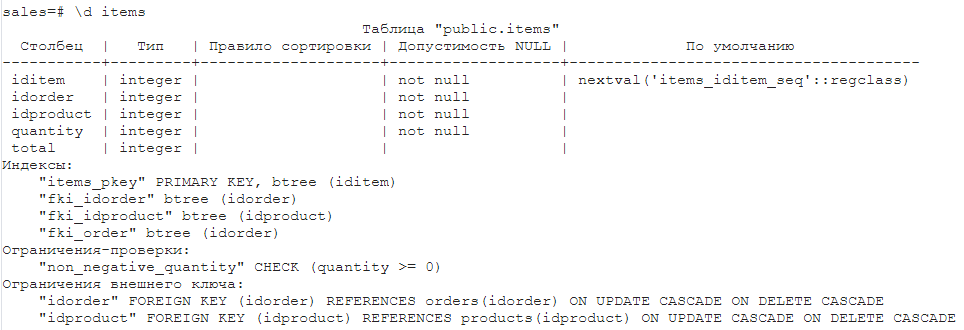 sales=# \d items
                                     Таблица "public.items"
  Столбец  |   Тип   | Правило сортировки | Допустимость NULL |              По умолчанию
-----------+---------+--------------------+-------------------+---------------------------------------
 iditem    | integer |                    | not null          | nextval('items_iditem_seq'::regclass)
 idorder   | integer |                    | not null          |
 idproduct | integer |                    | not null          |
 quantity  | integer |                    | not null          |
 total     | integer |                    |                   |
Индексы:
    "items_pkey" PRIMARY KEY, btree (iditem)
    "fki_idorder" btree (idorder)
    "fki_idproduct" btree (idproduct)
    "fki_order" btree (idorder)
Ограничения-проверки:
    "non_negative_quantity" CHECK (quantity >= 0)
Ограничения внешнего ключа:
    "idorder" FOREIGN KEY (idorder) REFERENCES orders(idorder) ON UPDATE CASCADE ON DELETE CASCADE
    "idproduct" FOREIGN KEY (idproduct) REFERENCES products(idproduct) ON UPDATE CASCADE ON DELETE CASCADE